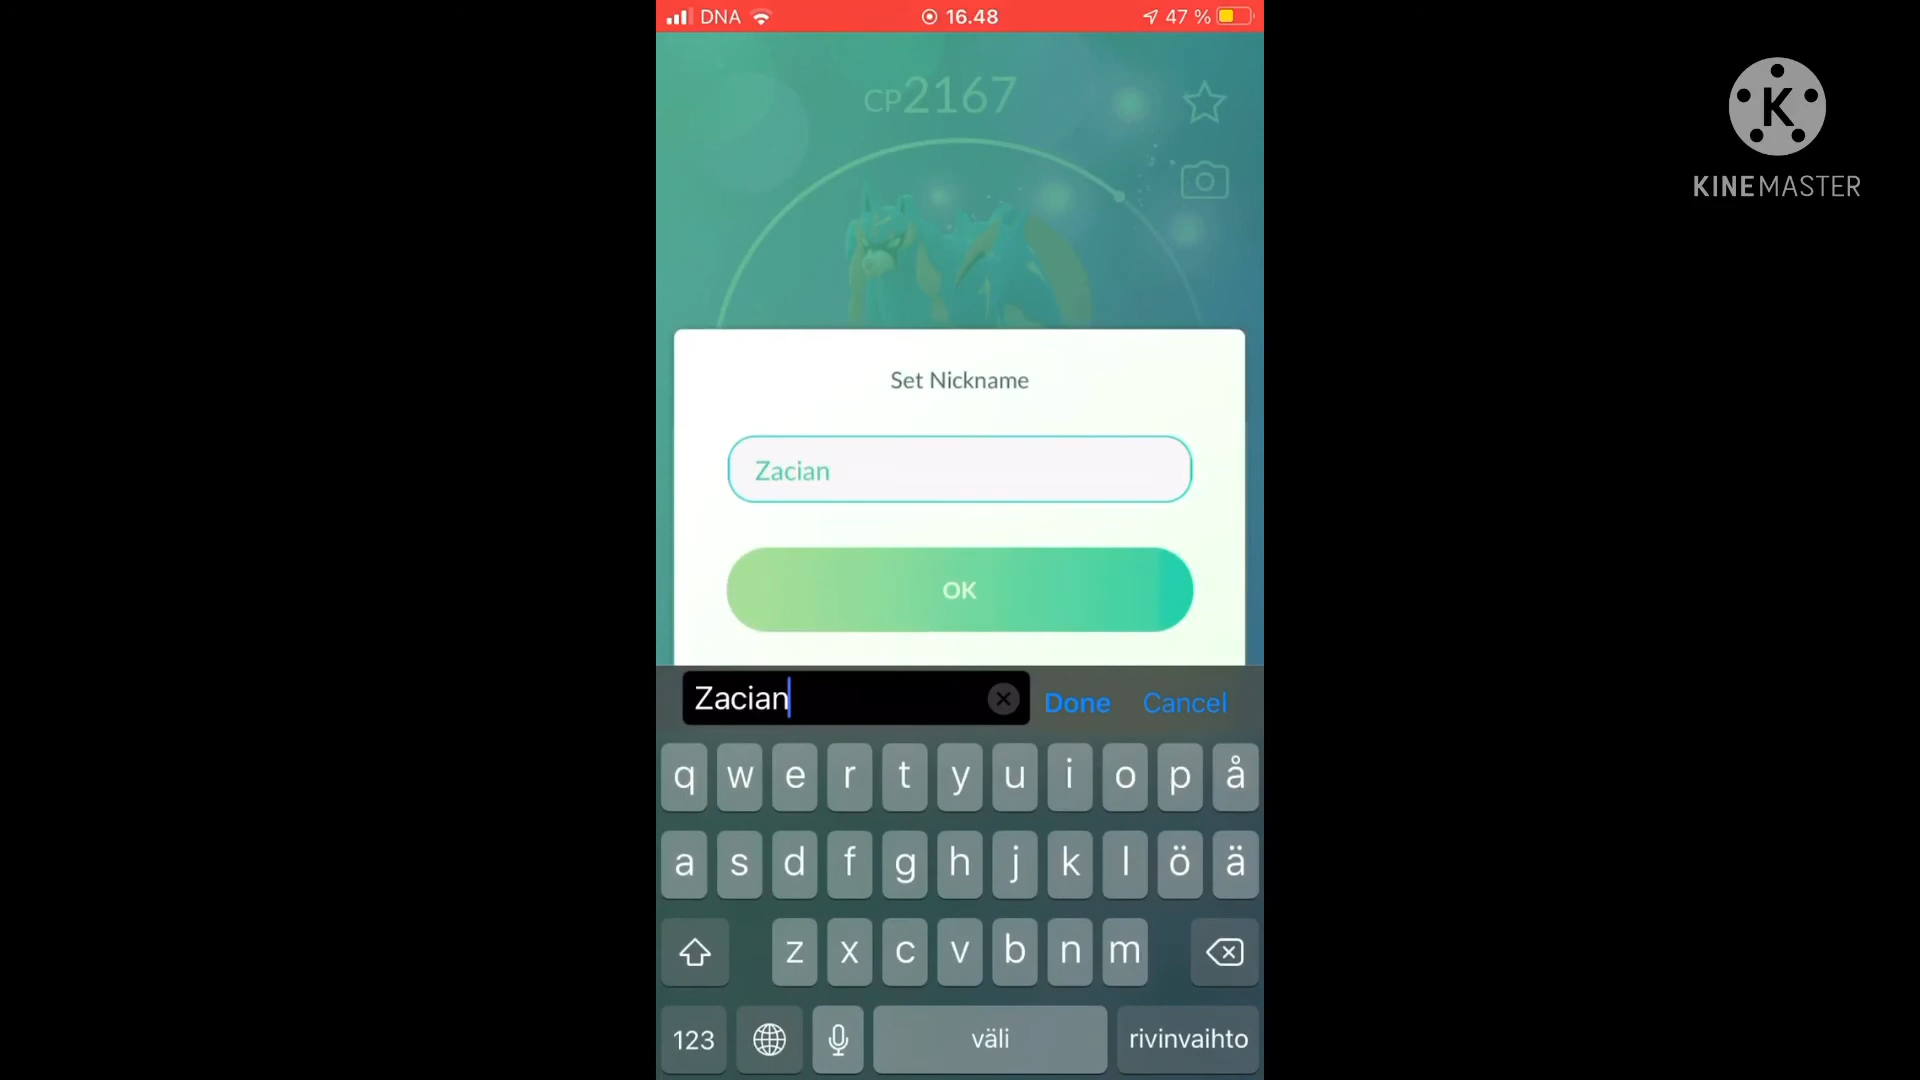 DNA 16.48 47 %
CP2167
K
KINEMASTER
Set Nickname
Zacian
OK
Zacian Done Cancel
q w e r t y u i o p å
a s d f g h j k l ö ä
z x c v b n m
123 väli rivinvaihto